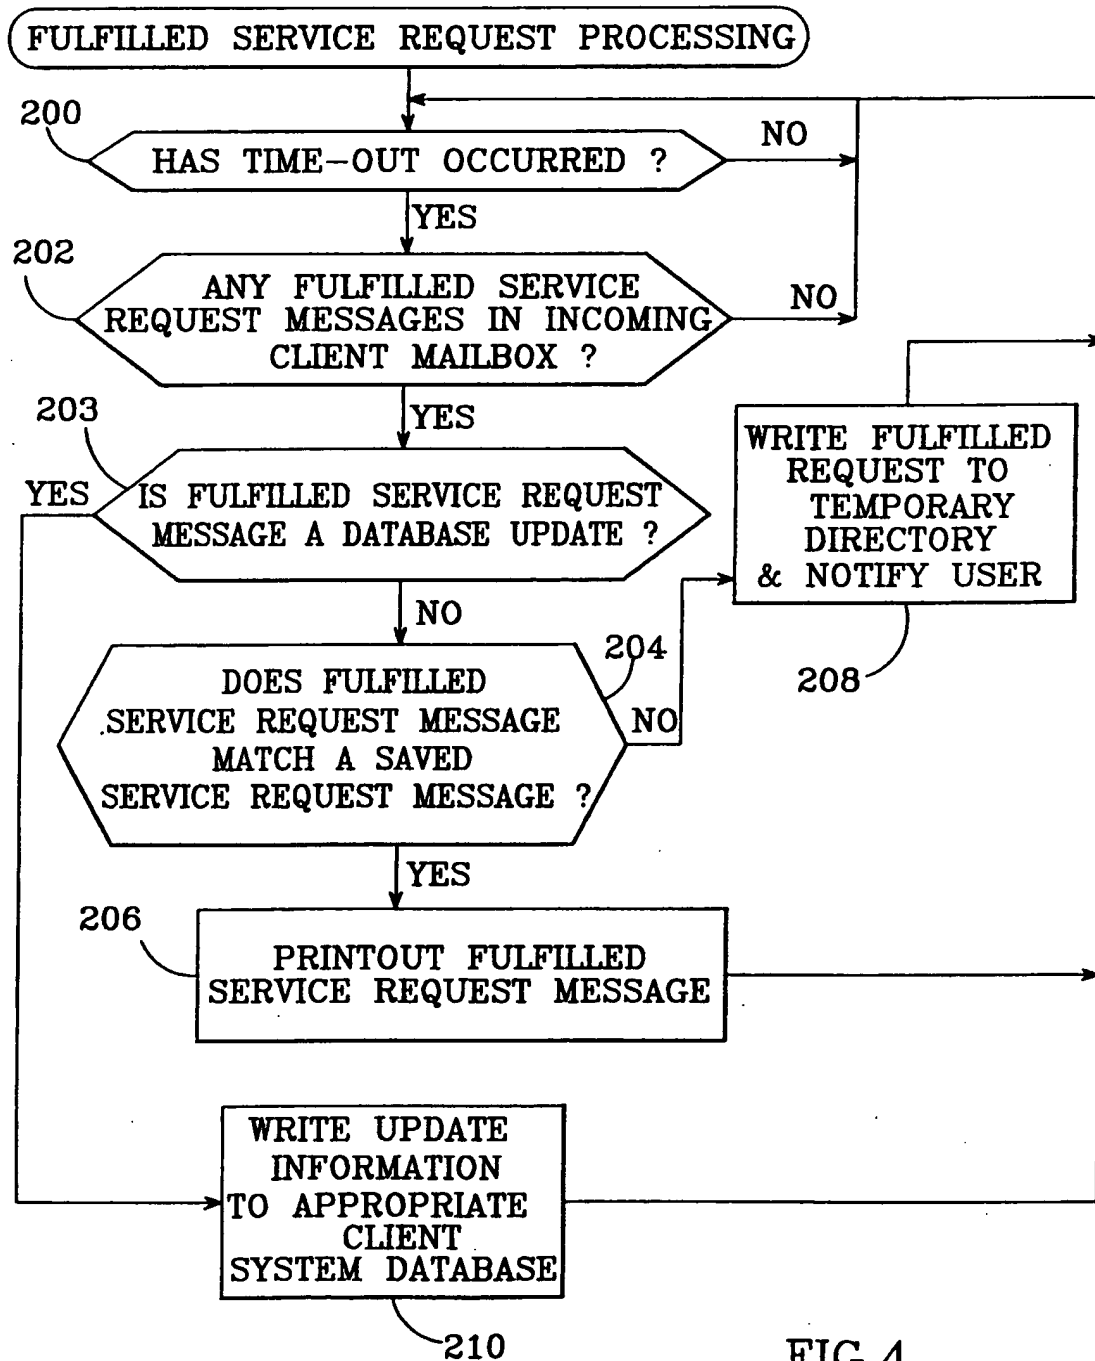 FULFILLED SERVICE REQUEST PROCESSING
200
HAS TIME-OUT OCCURRED ?
NO
YES
202
ANY FULFILLED SERVICE
REQUEST MESSAGES IN INCOMING
CLIENT MAILBOX ?
NO
YES
203
YES
IS FULFILLED SERVICE REQUEST
MESSAGE A DATABASE UPDATE ?
NO
WRITE FULFILLED
REQUEST TO
TEMPORARY
DIRECTORY
& NOTIFY USER
208
204
DOES FULFILLED
SERVICE REQUEST MESSAGE
MATCH A SAVED
SERVICE REQUEST MESSAGE ?
NO
YES
206
PRINTOUT FULFILLED
SERVICE REQUEST MESSAGE
WRITE UPDATE
INFORMATION
TO APPROPRIATE
CLIENT
SYSTEM DATABASE
210
FIG. 4